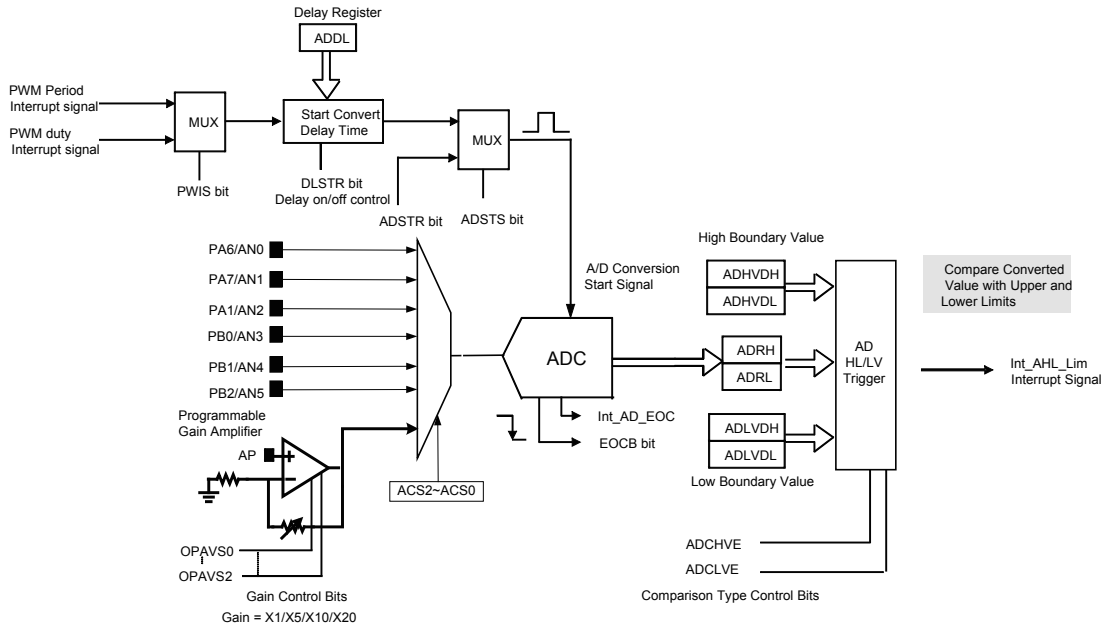 Delay Register
ADDL
PWM Period
Interrupt signal
MUX
Start Convert
Delay Time
MUX
PWM duty
Interrupt signal
PWIS bit
DLSTR bit
Delay on/off control
ADSTR bit
ADSTS bit
PA6/AN0
PA7/AN1
PA1/AN2
PB0/AN3
PB1/AN4
PB2/AN5
Programmable
Gain Amplifier
AP
ACS2~ACS0
OPAVS0
OPAVS2
Gain Control Bits
Gain = X1/X5/X10/X20
A/D Conversion
Start Signal
ADC
Int_AD_EOC
EOCB bit
High Boundary Value
ADHVDH
ADHVDL
ADRH
ADRL
ADLVDH
ADLVDL
Low Boundary Value
AD
HL/LV
Trigger
Compare Converted
Value with Upper and
Lower Limits
Int_AHL_Lim
Interrupt Signal
ADCHVE
ADCLVE
Comparison Type Control Bits